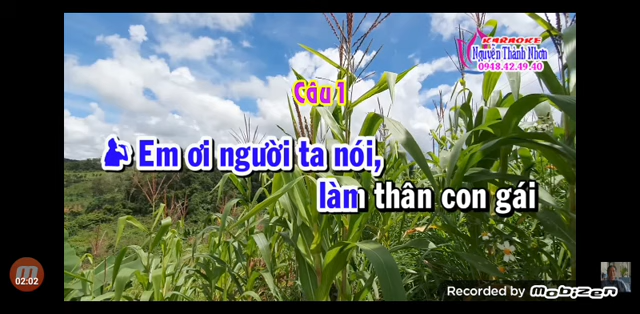 KARAOKE
Nguyễn Thành Nhơn
0948.42.49.40
Câu 1
Em ơi người ta nói,
làm thân con gái
02:02
Recorded by mobizen